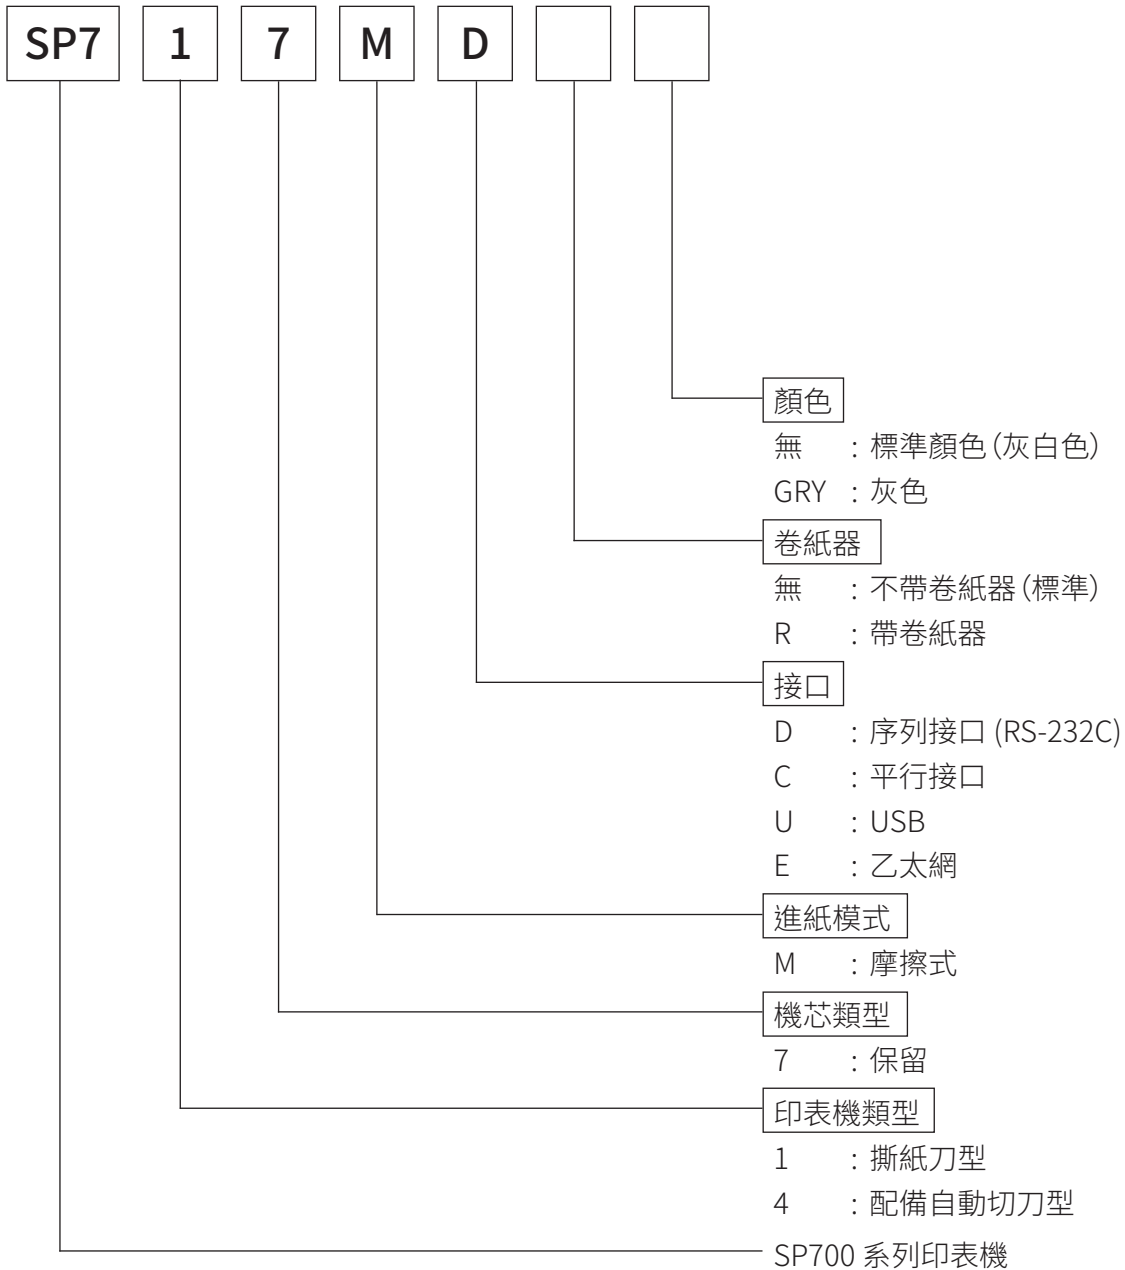 SP7 1 7 M D
顏色
無 : 標準顏色 (灰白色)
GRY : 灰色
卷紙器
無 : 不帶卷紙器 (標準)
R : 帶卷紙器
接口
D : 序列接口 (RS-232C)
C : 平行接口
U : USB
E : 乙太網
進紙模式
M : 摩擦式
機芯類型
7 : 保留
印表機類型
1 : 撕紙刀型
4 : 配備自動切刀型
SP700 系列印表機